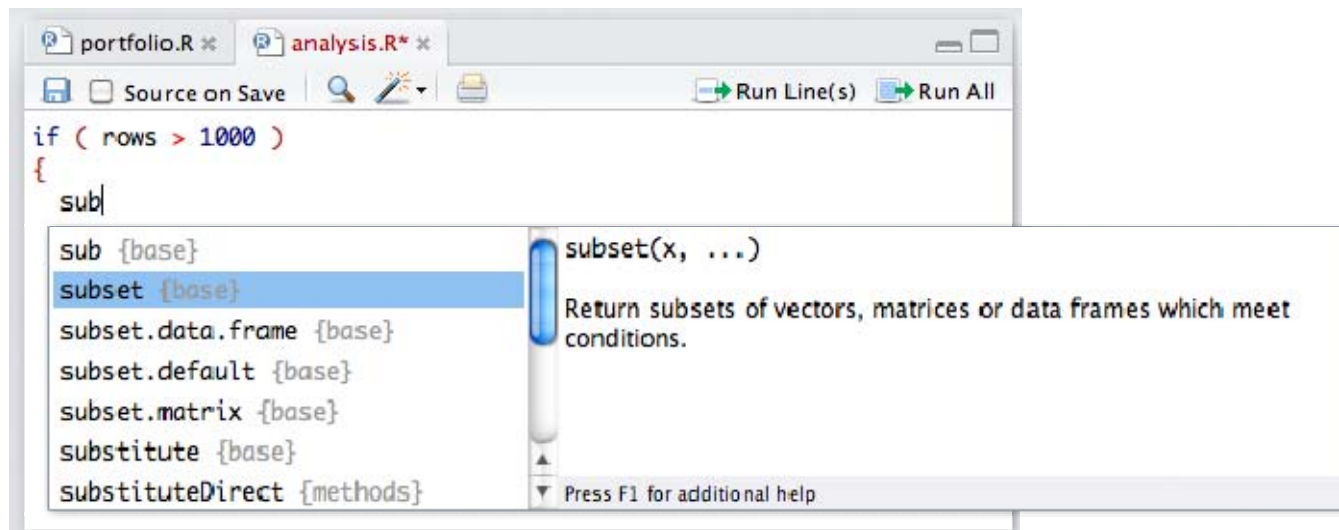 portfolio.R analysis.R*
Source on Save Run Line(s) Run All
if ( rows > 1000 )
{
sub
sub {base}
subset {base}
subset.data.frame {base}
subset.default {base}
subset.matrix {base}
substitute {base}
substituteDirect {methods}
subset(x, ...)
Return subsets of vectors, matrices or data frames which meet
conditions.
Press F1 for additional help